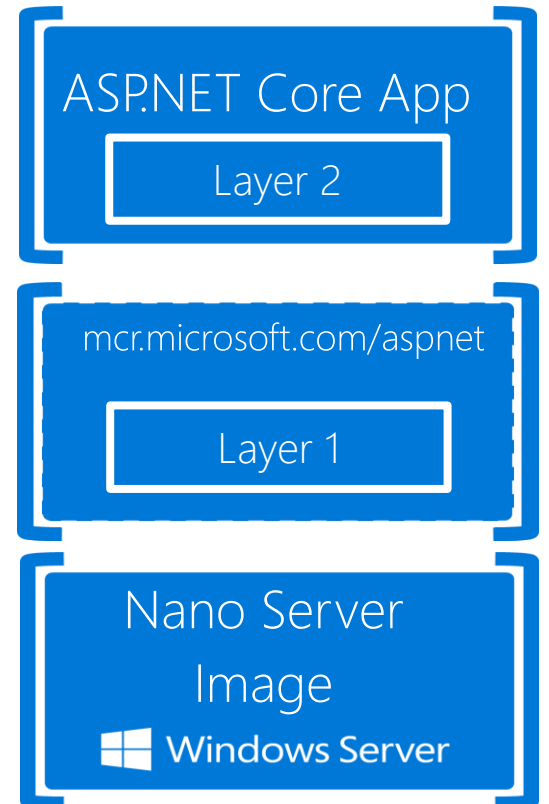 ASP.NET Core App
Layer 2
mcr.microsoft.com/aspnet
Layer 1
Nano Server
Image
Windows Server